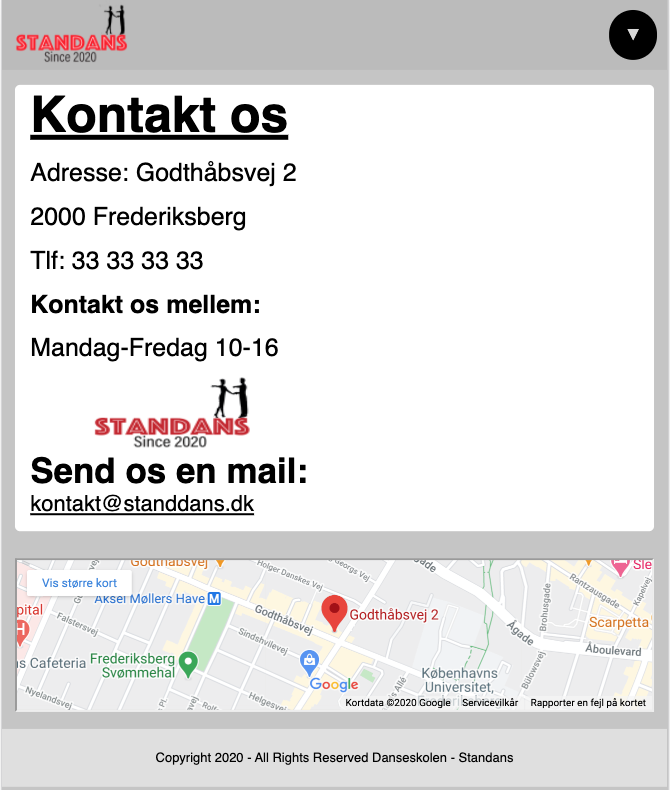 STANDANS
Since 2020
▼
Kontakt os
Adresse: Godthåbsvej 2
2000 Frederiksberg
Tlf: 33 33 33 33
Kontakt os mellem:
Mandag-Fredag 10-16
STANDANS
Since 2020
Send os en mail:
kontakt@standdans.dk
Vis større kort
Godthåbsvej
Holger Danskes Vej
Georgs Vej
Ågade
Sle
Rantzausgade
Kapelvej
Brohusgade
Aksel Møllers Have M
pital
H
Falstersvej
Godthåbsvej
Godthåbsvej 2
Scarpetta
Sindshvilevej
Ågade
Åboulevard
s Cafeteria
Frederiksberg
Svømmehal
Københavns
Universitet,
Bülowsvej
Nyelandsvej
Pl.
Helgesvej
Google
s Allé
Kortdata ©2020 Google
Servicevilkår
Rapporter en fejl på kortet
Copyright 2020 - All Rights Reserved Danseskolen - Standans